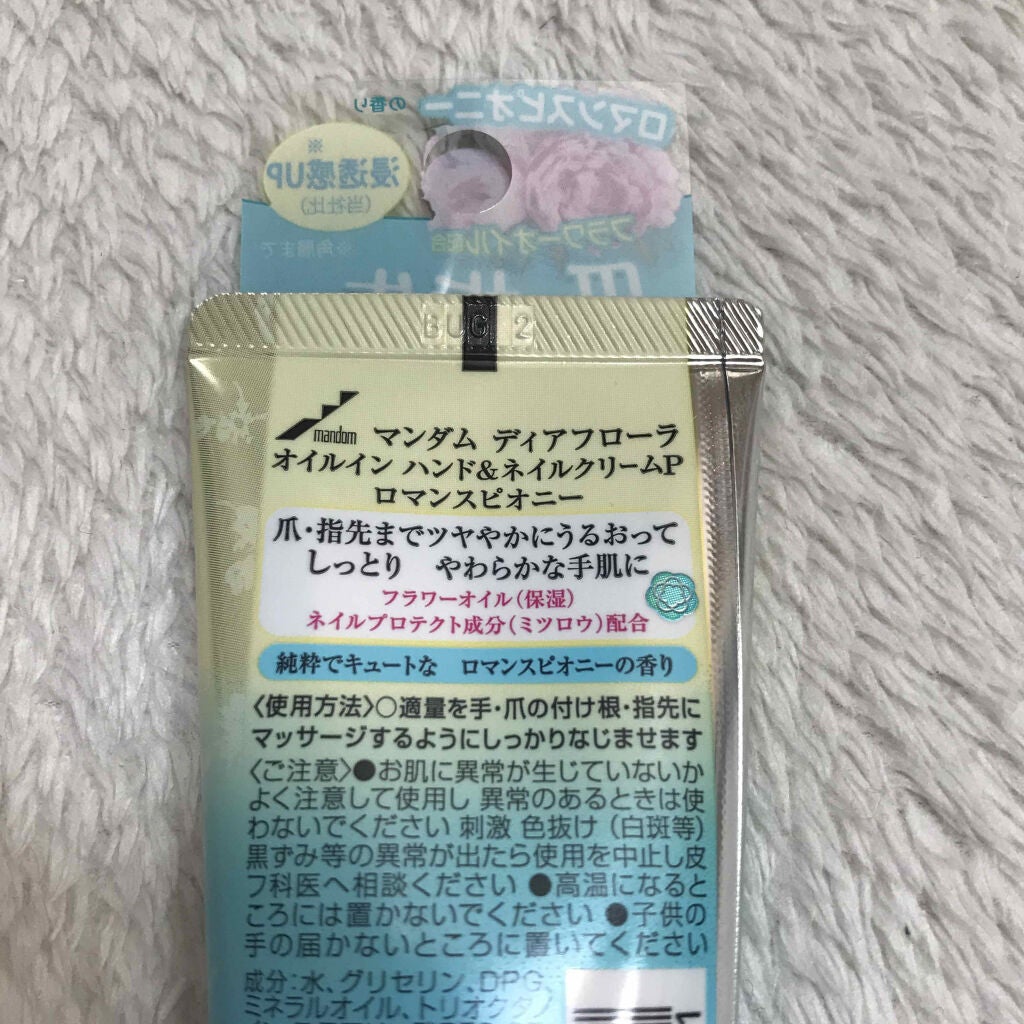 の香り
ロマンスピオニー
※
浸透感UP
(当社比)
フラワーオイル配合
※角層まで
BUG 2
mandom マンダム ディアフローラ
オイルイン ハンド&ネイルクリームP
ロマンスピオニー
爪・指先までツヤやかにうるおって
しっとり やわらかな手肌に
フラワーオイル(保湿)
ネイルプロテクト成分(ミツロウ)配合
純粋でキュートな ロマンスピオニーの香り
〈使用方法〉○適量を手・爪の付け根・指先に
マッサージするようにしっかりなじませます
〈ご注意〉●お肌に異常が生じていないか
よく注意して使用し 異常のあるときは使
わないでください 刺激 色抜け(白斑等)
黒ずみ等の異常が出たら使用を中止し皮
フ科医へ相談ください ●高温になると
ころには置かないでください ●子供の
手の届かないところに置いてください
成分:水、グリセリン、DPG、
ミネラルオイル、トリオクタノ